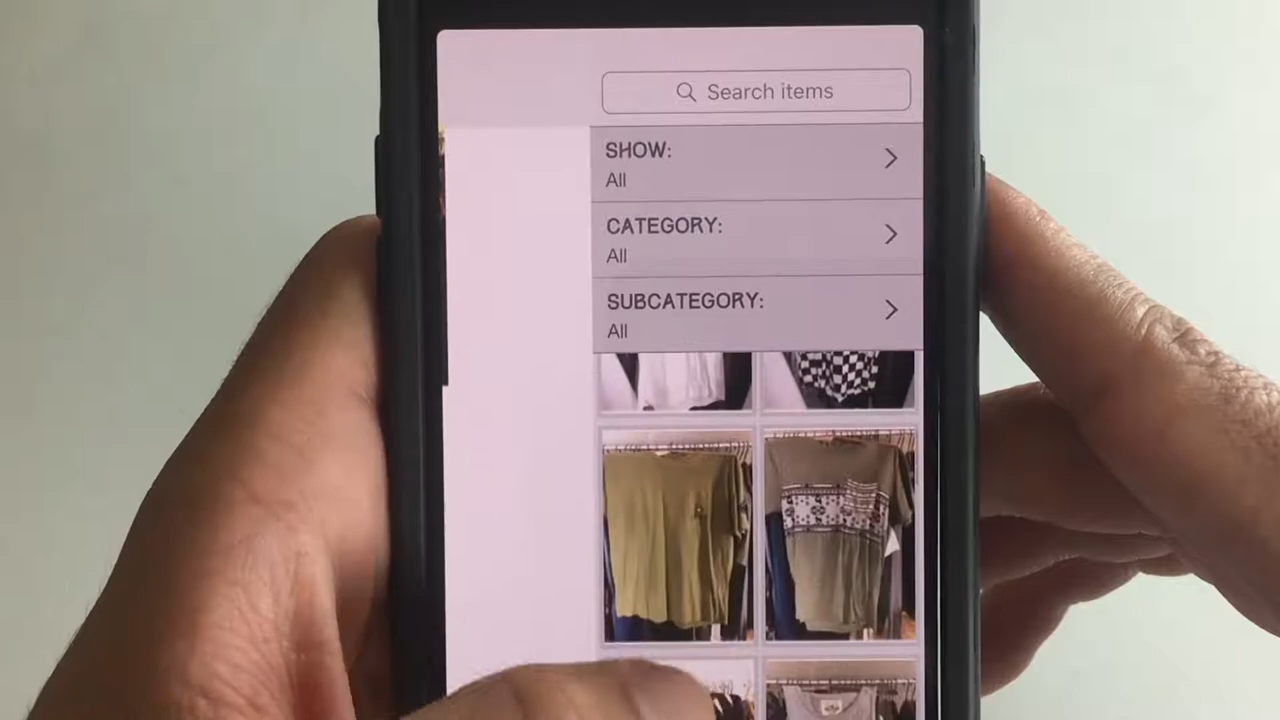 Search items
SHOW:
All
CATEGORY:
All
SUBCATEGORY:
All